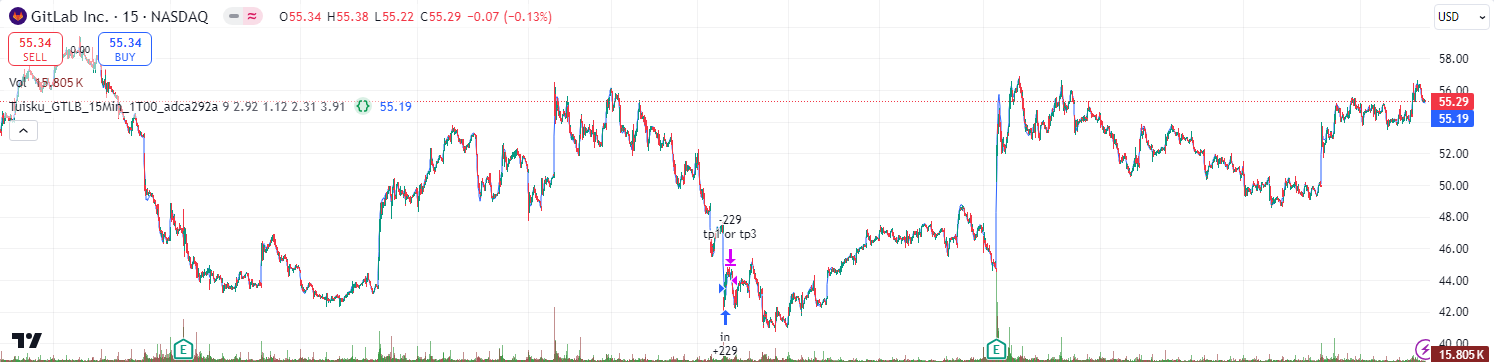 GitLab Inc. · 15 · NASDAQ
O55.34 H55.38 L55.22 C55.29 −0.07 (−0.13%)
USD
55.34
SELL
0.00
55.34
BUY
Vol 15.805 K
Tuisku_GTLB_15Min_1T00_adca292a 9 2.92 1.12 2.31 3.91 55.19
58.00
56.00
55.29
55.19
52.00
50.00
48.00
46.00
44.00
42.00
40.00
15.805 K
-229
tp1 or tp3
in
+229
E
E